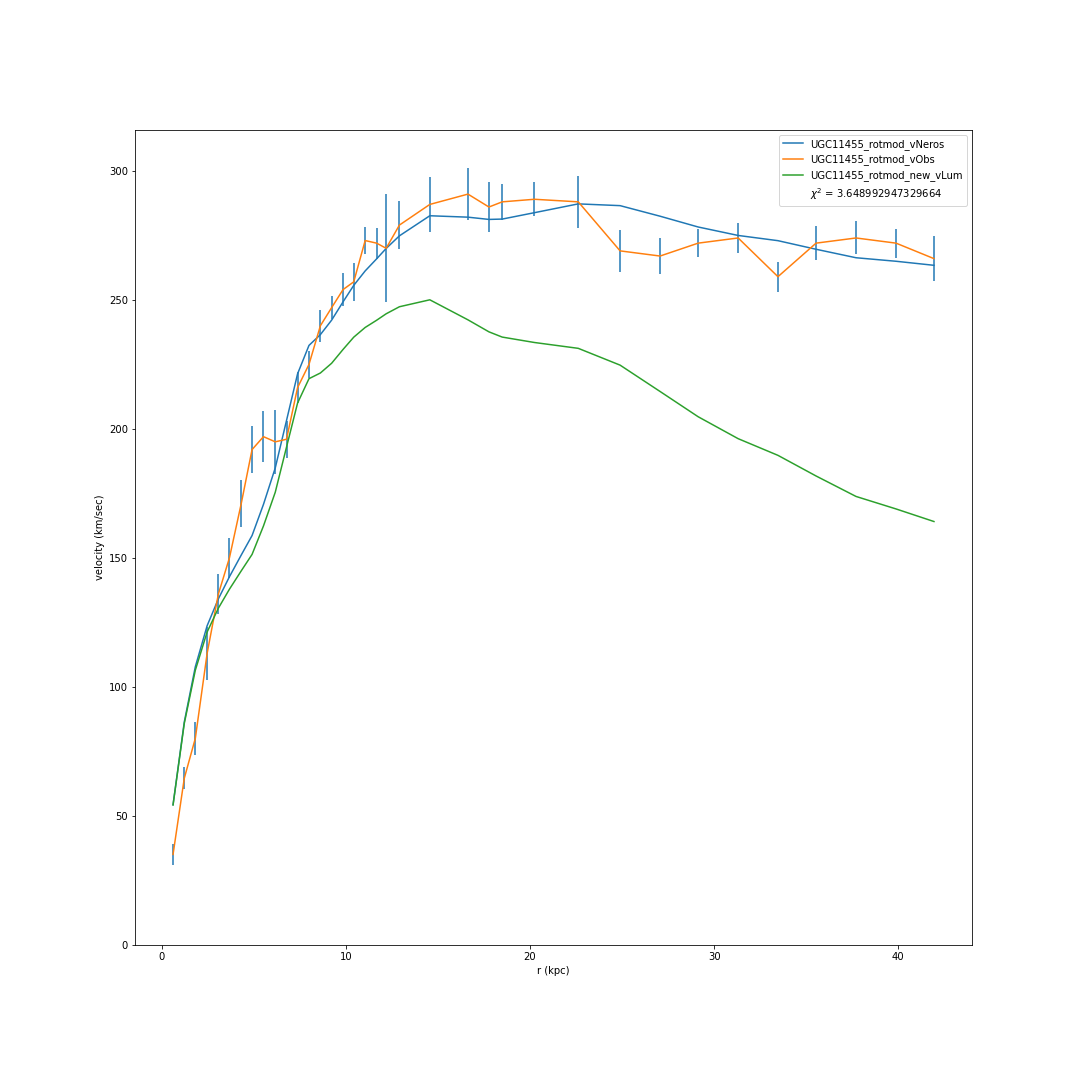 UGC11455_rotmod_vNeros
UGC11455_rotmod_vObs
UGC11455_rotmod_new_vLum
χ² = 3.648992947329664
300
250
200
150
100
50
0
velocity (km/sec)
0 10 20 30 40
r (kpc)